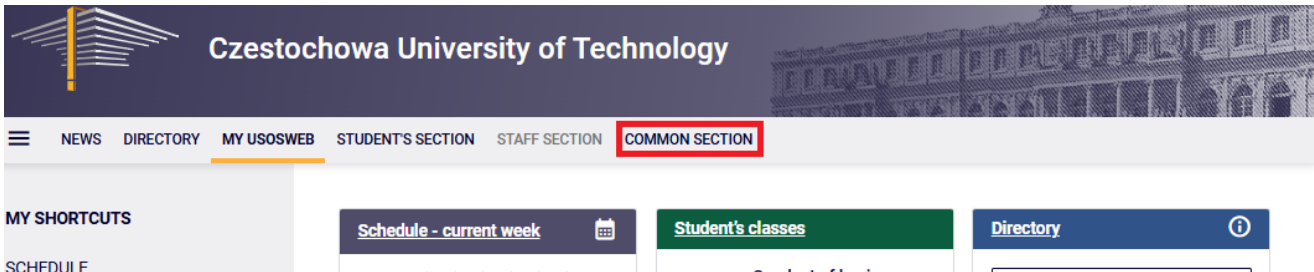 Czestochowa University of Technology
NEWS DIRECTORY MY USOSWEB STUDENT'S SECTION STAFF SECTION COMMON SECTION
MY SHORTCUTS
Schedule - current week
Student's classes
Directory
SCHEDULE